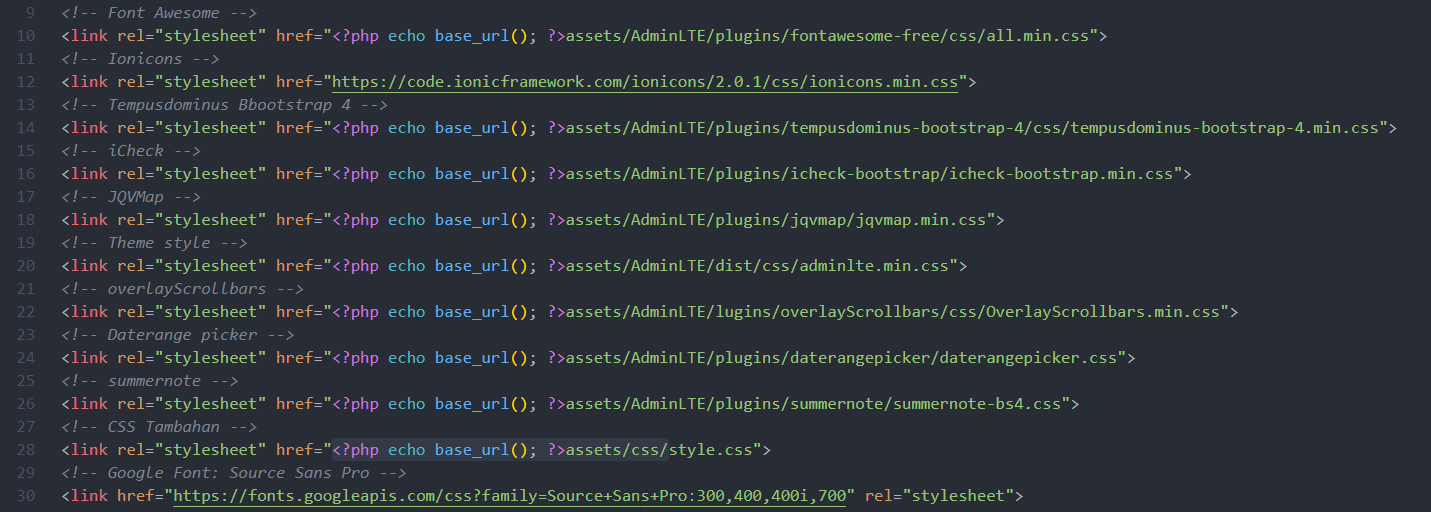 9 <!-- Font Awesome -->
10 <link rel="stylesheet" href="<?php echo base_url(); ?>assets/AdminLTE/plugins/fontawesome-free/css/all.min.css">
11 <!-- Ionicons -->
12 <link rel="stylesheet" href="https://code.ionicframework.com/ionicons/2.0.1/css/ionicons.min.css">
13 <!-- Tempusdominus Bbootstrap 4 -->
14 <link rel="stylesheet" href="<?php echo base_url(); ?>assets/AdminLTE/plugins/tempusdominus-bootstrap-4/css/tempusdominus-bootstrap-4.min.css">
15 <!-- iCheck -->
16 <link rel="stylesheet" href="<?php echo base_url(); ?>assets/AdminLTE/plugins/icheck-bootstrap/icheck-bootstrap.min.css">
17 <!-- JQVMap -->
18 <link rel="stylesheet" href="<?php echo base_url(); ?>assets/AdminLTE/plugins/jqvmap/jqvmap.min.css">
19 <!-- Theme style -->
20 <link rel="stylesheet" href="<?php echo base_url(); ?>assets/AdminLTE/dist/css/adminlte.min.css">
21 <!-- overlayScrollbars -->
22 <link rel="stylesheet" href="<?php echo base_url(); ?>assets/AdminLTE/lugins/overlayScrollbars/css/OverlayScrollbars.min.css">
23 <!-- Daterange picker -->
24 <link rel="stylesheet" href="<?php echo base_url(); ?>assets/AdminLTE/plugins/daterangepicker/daterangepicker.css">
25 <!-- summernote -->
26 <link rel="stylesheet" href="<?php echo base_url(); ?>assets/AdminLTE/plugins/summernote/summernote-bs4.css">
27 <!-- CSS Tambahan -->
28 <link rel="stylesheet" href="<?php echo base_url(); ?>assets/css/style.css">
29 <!-- Google Font: Source Sans Pro -->
30 <link href="https://fonts.googleapis.com/css?family=Source+Sans+Pro:300,400,400i,700" rel="stylesheet">